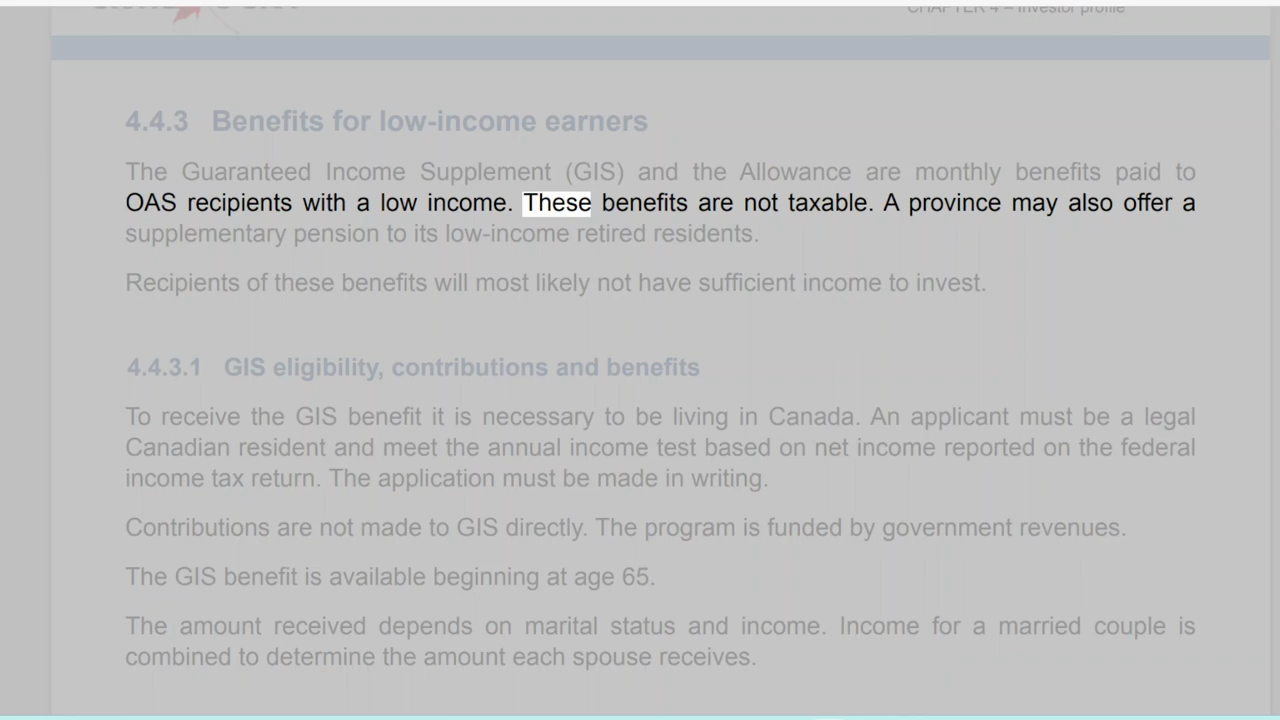 CHAPTER 4 – Investor profile
4.4.3 Benefits for low-income earners
The Guaranteed Income Supplement (GIS) and the Allowance are monthly benefits paid to
OAS recipients with a low income. These benefits are not taxable. A province may also offer a
supplementary pension to its low-income retired residents.
Recipients of these benefits will most likely not have sufficient income to invest.
4.4.3.1 GIS eligibility, contributions and benefits
To receive the GIS benefit it is necessary to be living in Canada. An applicant must be a legal
Canadian resident and meet the annual income test based on net income reported on the federal
income tax return. The application must be made in writing.
Contributions are not made to GIS directly. The program is funded by government revenues.
The GIS benefit is available beginning at age 65.
The amount received depends on marital status and income. Income for a married couple is
combined to determine the amount each spouse receives.